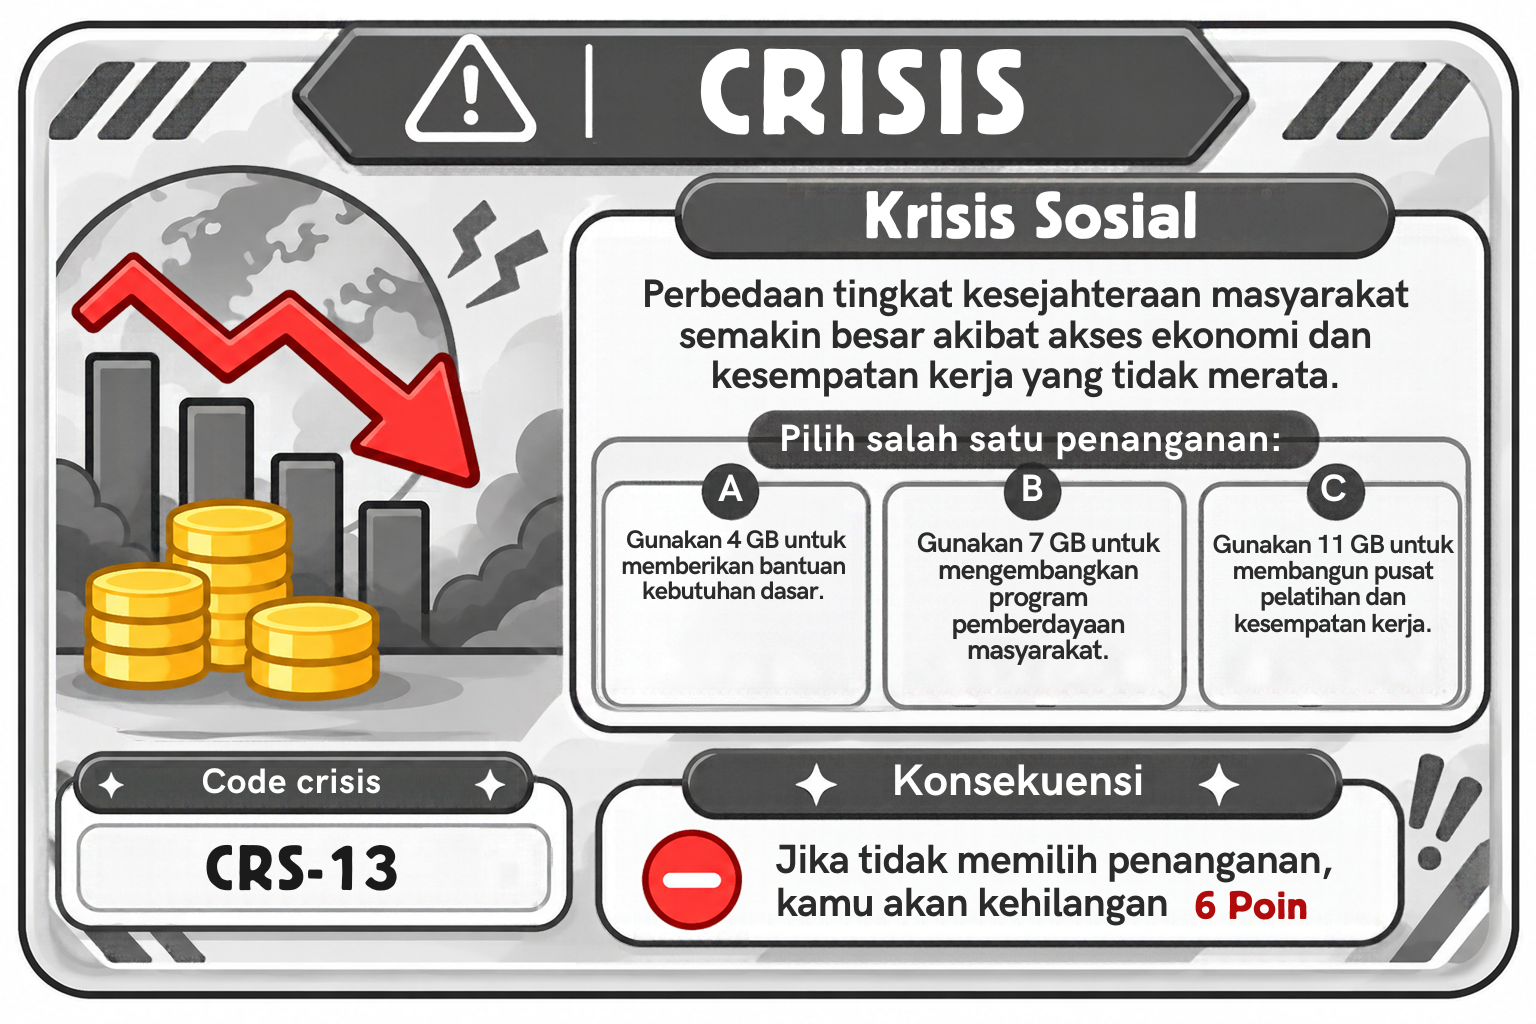 CRISIS
Krisis Sosial
Perbedaan tingkat kesejahteraan masyarakat
semakin besar akibat akses ekonomi dan
kesempatan kerja yang tidak merata.
Pilih salah satu penanganan:
A
Gunakan 4 GB untuk
memberikan bantuan
kebutuhan dasar.
B
Gunakan 7 GB untuk
mengembangkan
program
pemberdayaan
masyarakat.
C
Gunakan 11 GB untuk
membangun pusat
pelatihan dan
kesempatan kerja.
Code crisis
CRS-13
Konsekuensi
Jika tidak memilih penanganan,
kamu akan kehilangan 6 Poin